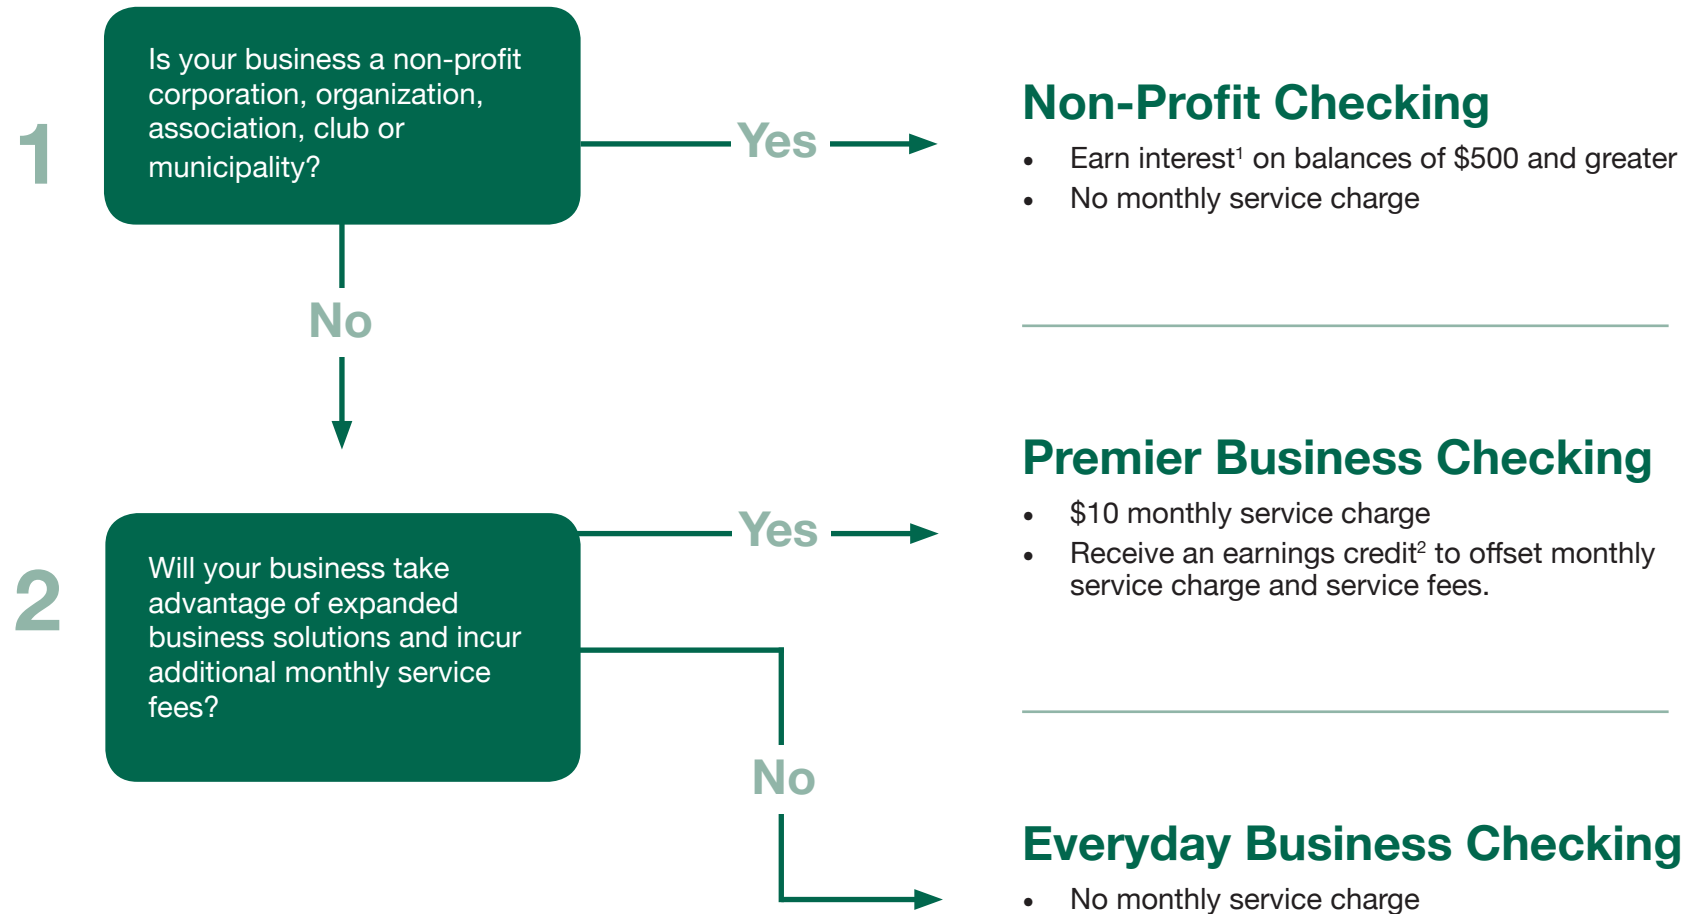 1
Is your business a non-profit
corporation, organization,
association, club or
municipality?
Yes
Non-Profit Checking
• Earn interest¹ on balances of $500 and greater
• No monthly service charge
No
2
Will your business take
advantage of expanded
business solutions and incur
additional monthly service
fees?
Yes
Premier Business Checking
• $10 monthly service charge
• Receive an earnings credit² to offset monthly
service charge and service fees.
No
Everyday Business Checking
• No monthly service charge